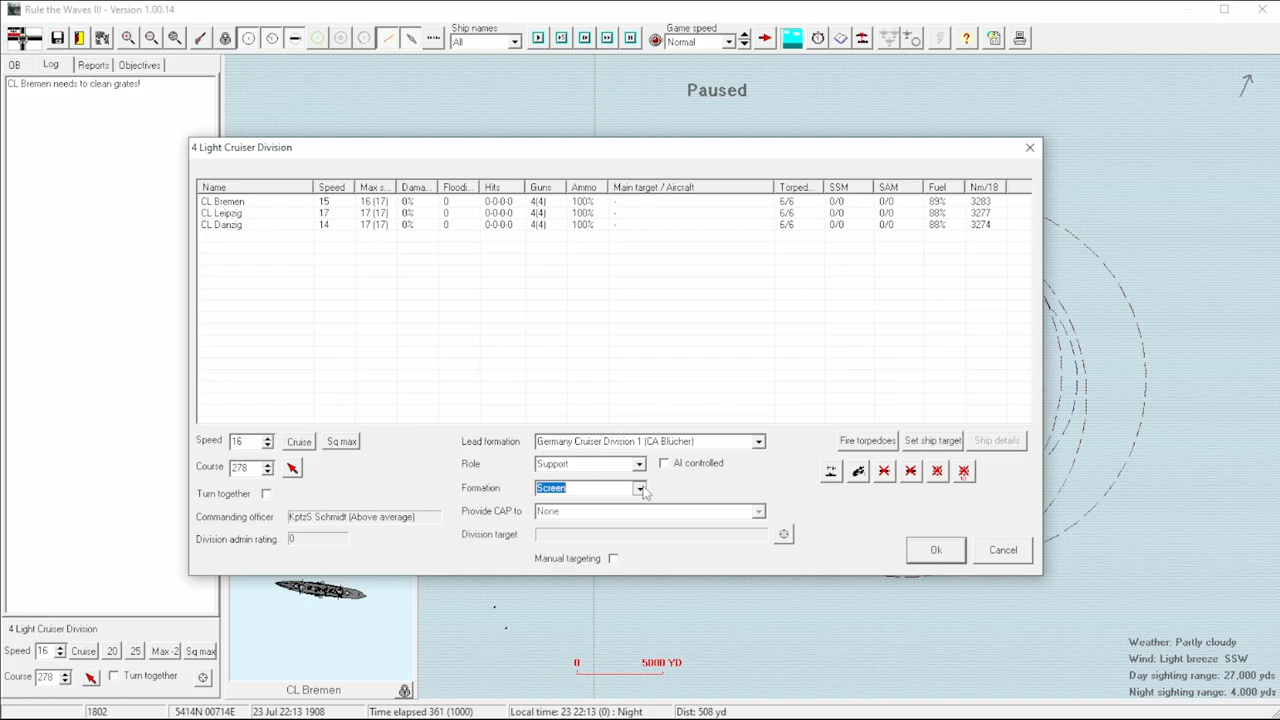 Rule the Waves III - Version 1.00.14
Ship names
All
Game speed
Normal
OB
Log
Reports
Objectives
CL Bremen needs to clean grates!
Paused
4 Light Cruiser Division
Name Speed Max s... Dama... Floodi... Hits Guns Ammo Main target / Aircraft Torped... SSM SAM Fuel Nm/18
CL Bremen 15 16 (17) 0% 0 0-0-0-0 4(4) 100% - 6/6 0/0 0/0 89% 3283
CL Leipzig 17 17 (17) 0% 0 0-0-0-0 4(4) 100% - 6/6 0/0 0/0 88% 3277
CL Danzig 14 17 (17) 0% 0 0-0-0-0 4(4) 100% - 6/6 0/0 0/0 88% 3274
Speed 16 Cruise Sq max
Course 278
Turn together
Commanding officer KptzS Schmidt (Above average)
Division admin rating 0
Lead formation Germany Cruiser Division 1 (CA Blücher)
Role Support AI controlled
Formation Screen
Provide CAP to None
Division target
Manual targeting
Fire torpedoes Set ship target Ship details
Ok Cancel
4 Light Cruiser Division
Speed 16 Cruise 20 25 Max -2 Sq max
Course 278 Turn together
CL Bremen
0 5000 YD
Weather: Partly cloudy
Wind: Light breeze SSW
Day sighting range: 27,000 yds
Night sighting range: 4,000 yds
1802 5414N 00714E 23 Jul 22:13 1908 Time elapsed 361 (1000) Local time: 23 22:13 (0) : Night Dist: 508 yd